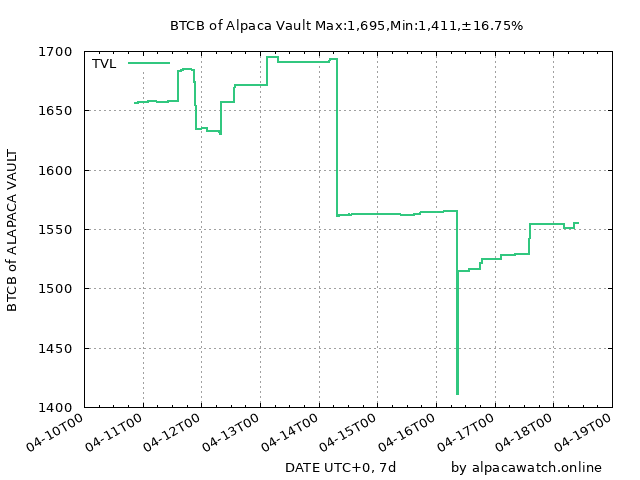 BTCB of Alpaca Vault Max:1,695,Min:1,411,±16.75%
TVL
BTCB of ALAPACA VAULT
1700
1650
1600
1550
1500
1450
1400
04-10T00
04-11T00
04-12T00
04-13T00
04-14T00
04-15T00
04-16T00
04-17T00
04-18T00
04-19T00
DATE UTC+0, 7d
by alpacawatch.online